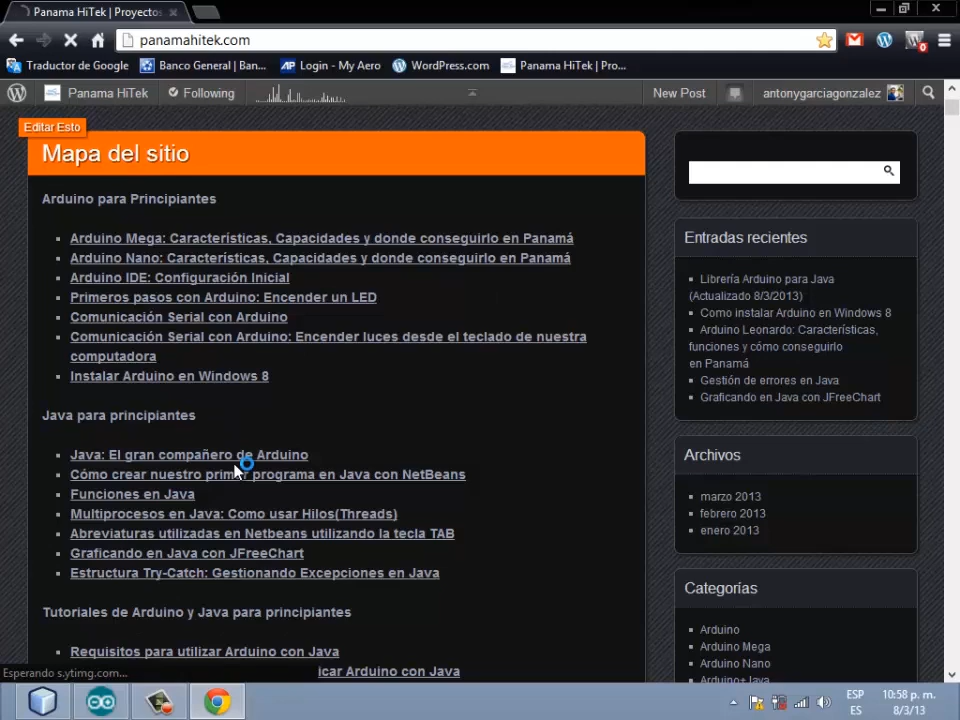 Panama HiTek | Proyectos
panamahitek.com
Traductor de Google
Banco General | Ban...
AP Login - My Aero
WordPress.com
Panama HiTek | Pro...
Panama HiTek
Following
New Post
antonygarciagonzalez
Editar Esto
Mapa del sitio
Arduino para Principiantes
Arduino Mega: Características, Capacidades y donde conseguirlo en Panamá
Arduino Nano: Características, Capacidades y donde conseguirlo en Panamá
Arduino IDE: Configuración Inicial
Primeros pasos con Arduino: Encender un LED
Comunicación Serial con Arduino
Comunicación Serial con Arduino: Encender luces desde el teclado de nuestra
computadora
Instalar Arduino en Windows 8
Java para principiantes
Java: El gran compañero de Arduino
Cómo crear nuestro primer programa en Java con NetBeans
Funciones en Java
Multiprocesos en Java: Como usar Hilos(Threads)
Abreviaturas utilizadas en Netbeans utilizando la tecla TAB
Graficando en Java con JFreeChart
Estructura Try-Catch: Gestionando Excepciones en Java
Tutoriales de Arduino y Java para principiantes
Requisitos para utilizar Arduino con Java
icar Arduino con Java
Entradas recientes
Librería Arduino para Java
(Actualizado 8/3/2013)
Como instalar Arduino en Windows 8
Arduino Leonardo: Características,
funciones y cómo conseguirlo
en Panamá
Gestión de errores en Java
Graficando en Java con JFreeChart
Archivos
marzo 2013
febrero 2013
enero 2013
Categorías
Arduino
Arduino Mega
Arduino Nano
Arduino+Java
Esperando s.ytimg.com...
ESP
ES
10:58 p. m.
8/3/13